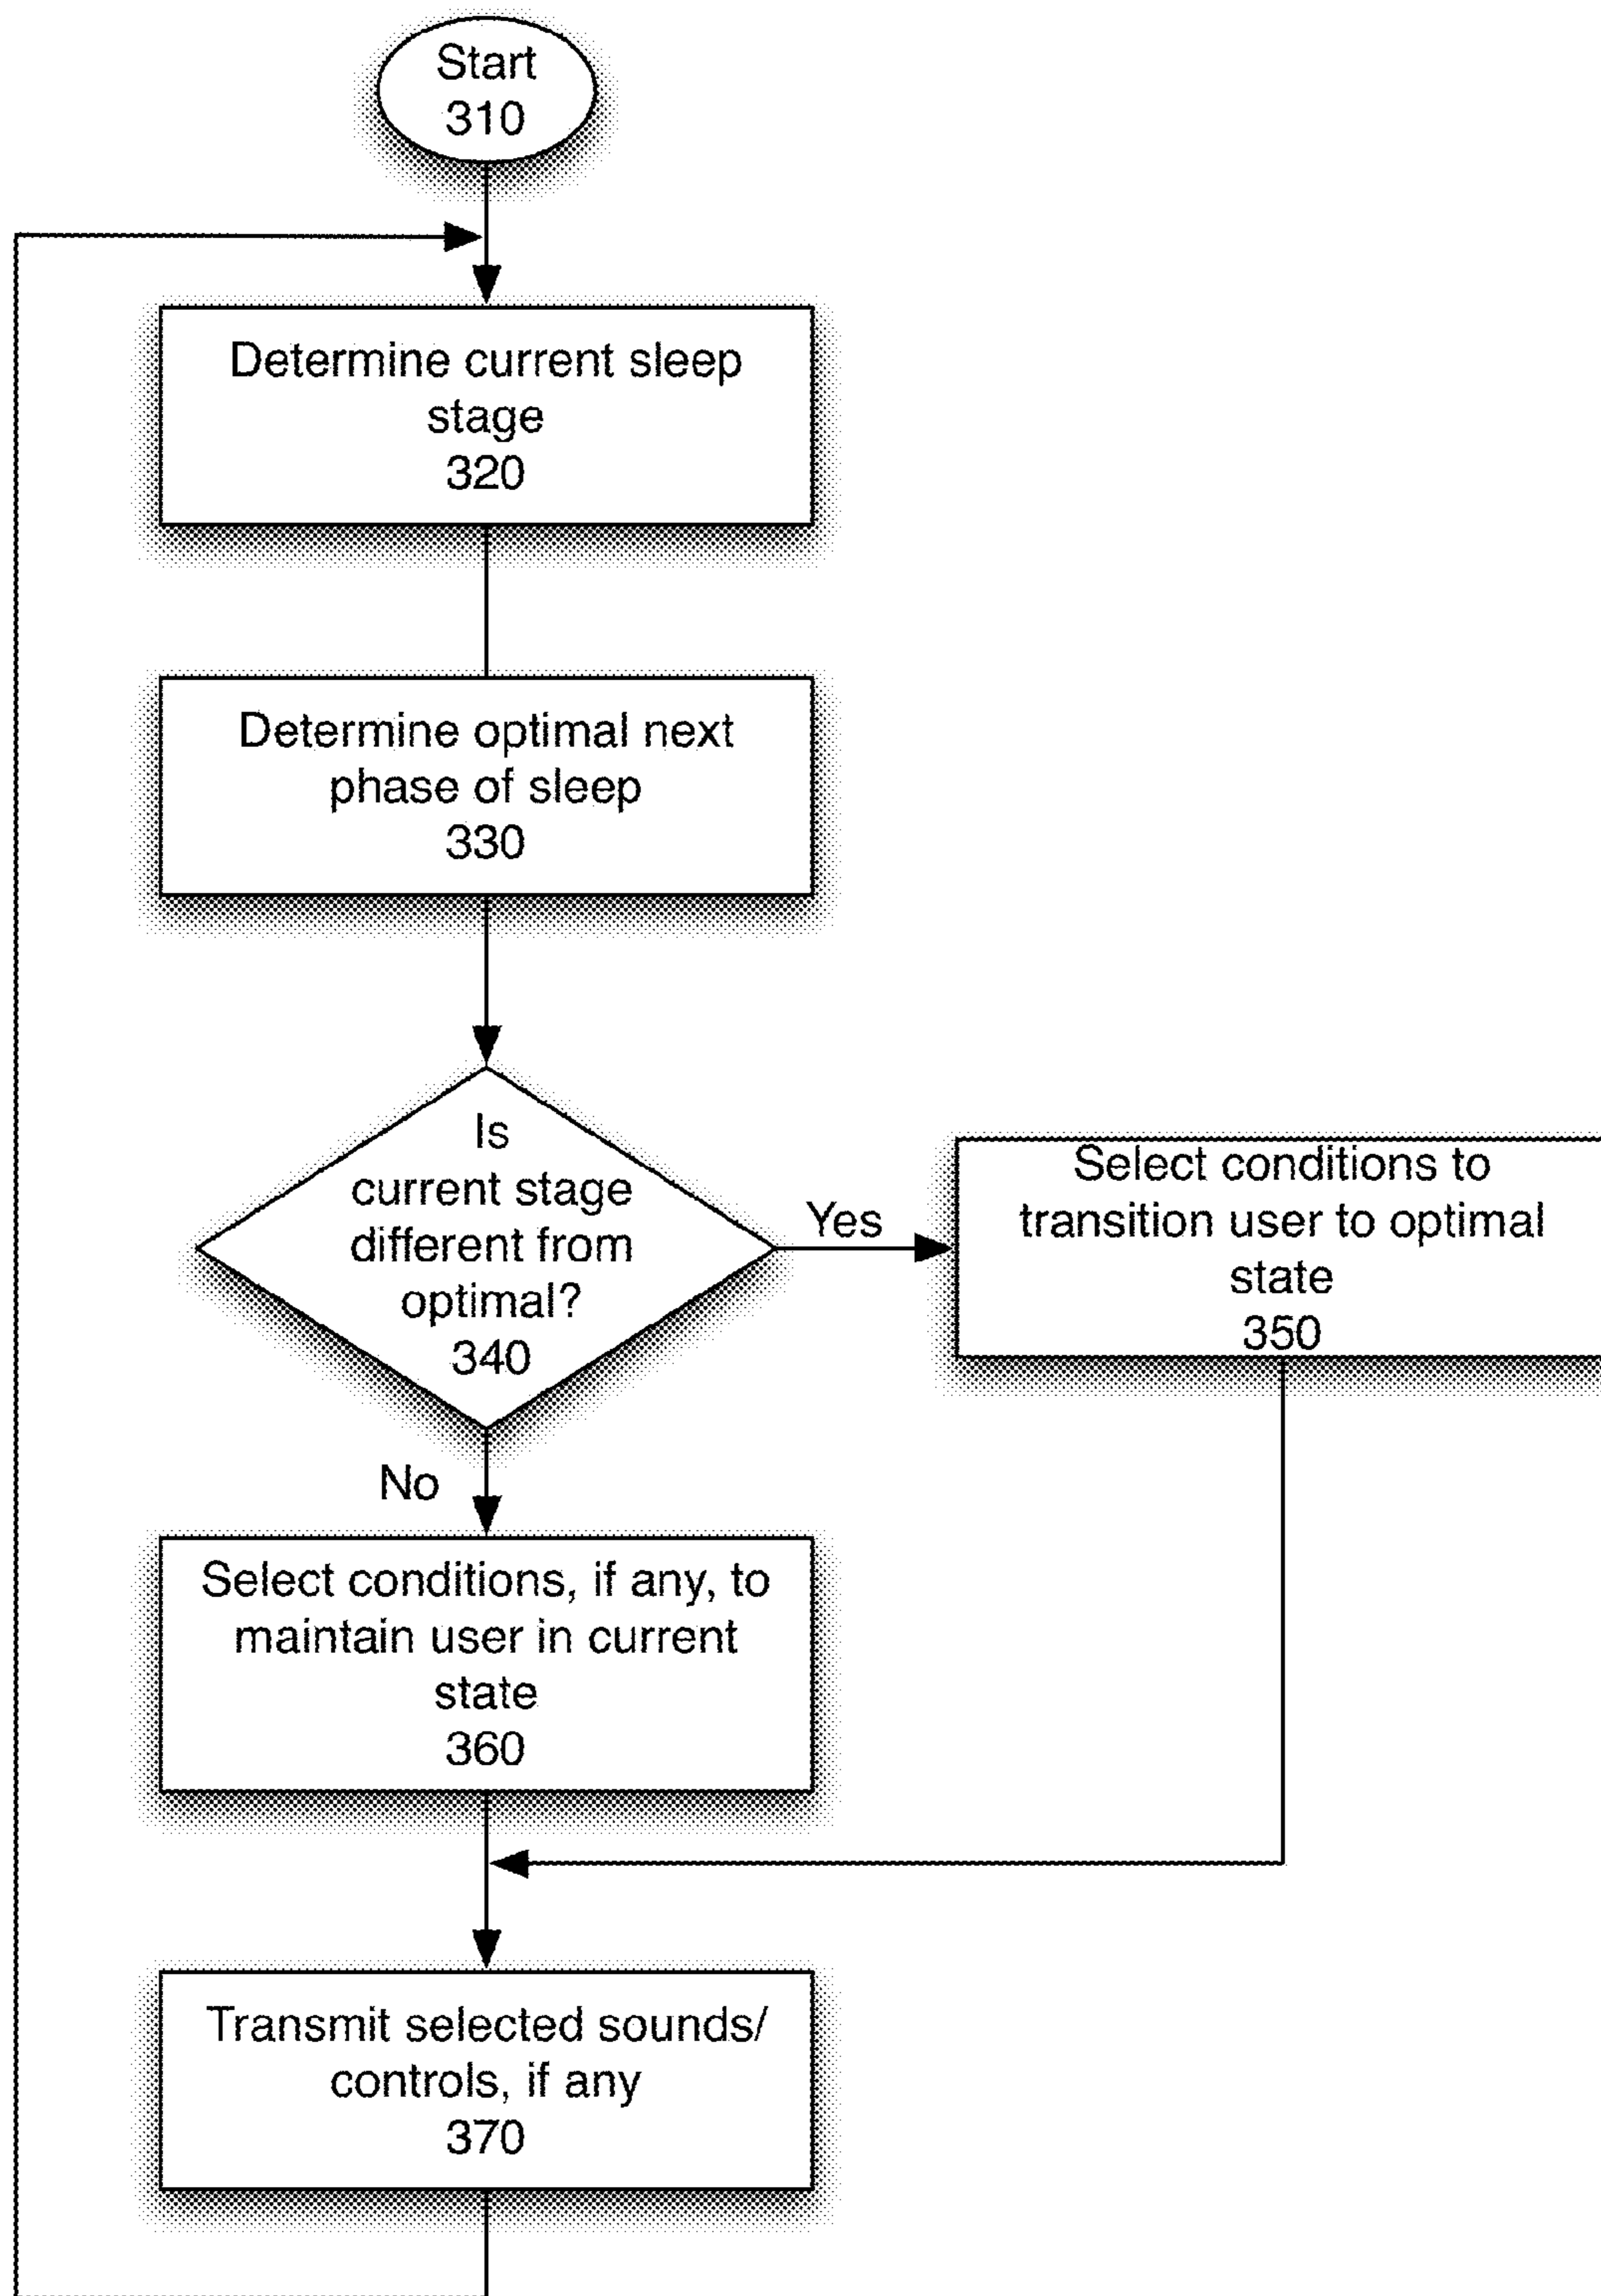 Start
310
Determine current sleep
stage
320
Determine optimal next
phase of sleep
330
Is
current stage
different from
optimal?
340
Yes
Select conditions to
transition user to optimal
state
350
No
Select conditions, if any, to
maintain user in current
state
360
Transmit selected sounds/
controls, if any
370